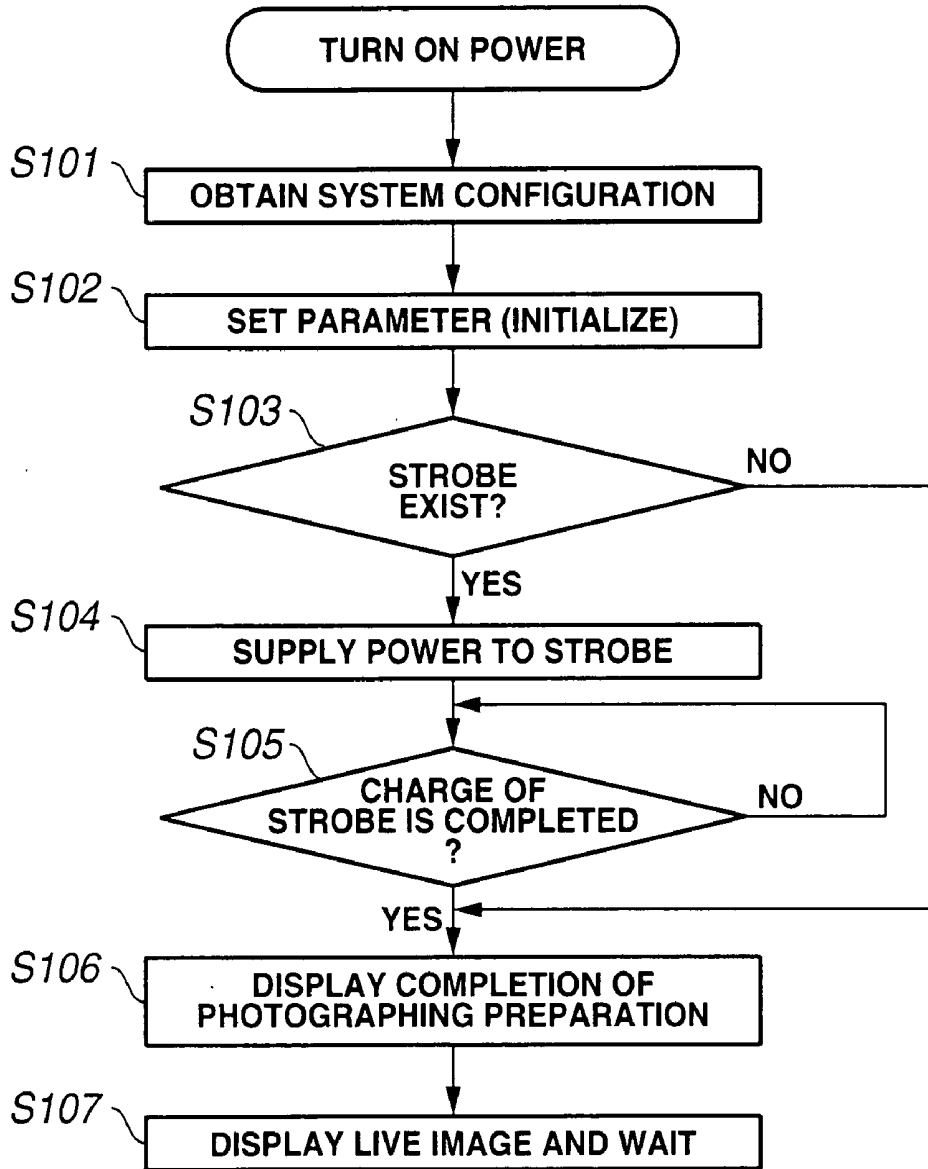 TURN ON POWER
S101
OBTAIN SYSTEM CONFIGURATION
S102
SET PARAMETER (INITIALIZE)
S103
STROBE
EXIST?
NO
YES
S104
SUPPLY POWER TO STROBE
S105
CHARGE OF
STROBE IS COMPLETED
?
NO
YES
S106
DISPLAY COMPLETION OF
PHOTOGRAPHING PREPARATION
S107
DISPLAY LIVE IMAGE AND WAIT